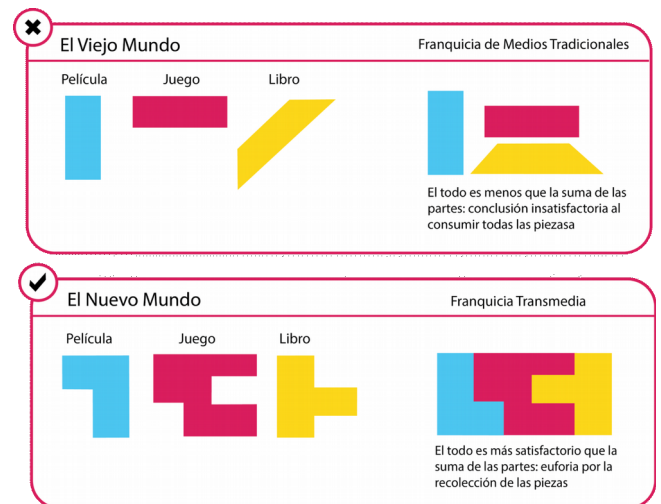 El Viejo Mundo
Franquicia de Medios Tradicionales
Película
Juego
Libro
El todo es menos que la suma de las
partes: conclusión insatisfactoria al
consumir todas las piezasa
El Nuevo Mundo
Franquicia Transmedia
Película
Juego
Libro
El todo es más satisfactorio que la
suma de las partes: euforia por la
recolección de las piezas